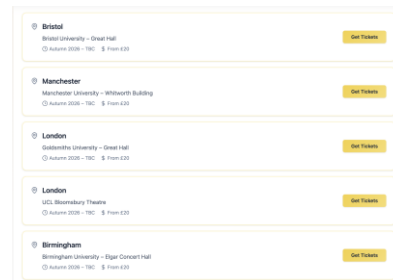 Bristol
Bristol University – Great Hall
Autumn 2026 – TBC $ From £20
Get Tickets
Manchester
Manchester University – Whitworth Building
Autumn 2026 – TBC $ From £20
Get Tickets
London
Goldsmiths University – Great Hall
Autumn 2026 – TBC $ From £20
Get Tickets
London
UCL Bloomsbury Theatre
Autumn 2026 – TBC $ From £20
Get Tickets
Birmingham
Birmingham University – Elgar Concert Hall
Autumn 2026 – TBC $ From £20
Get Tickets